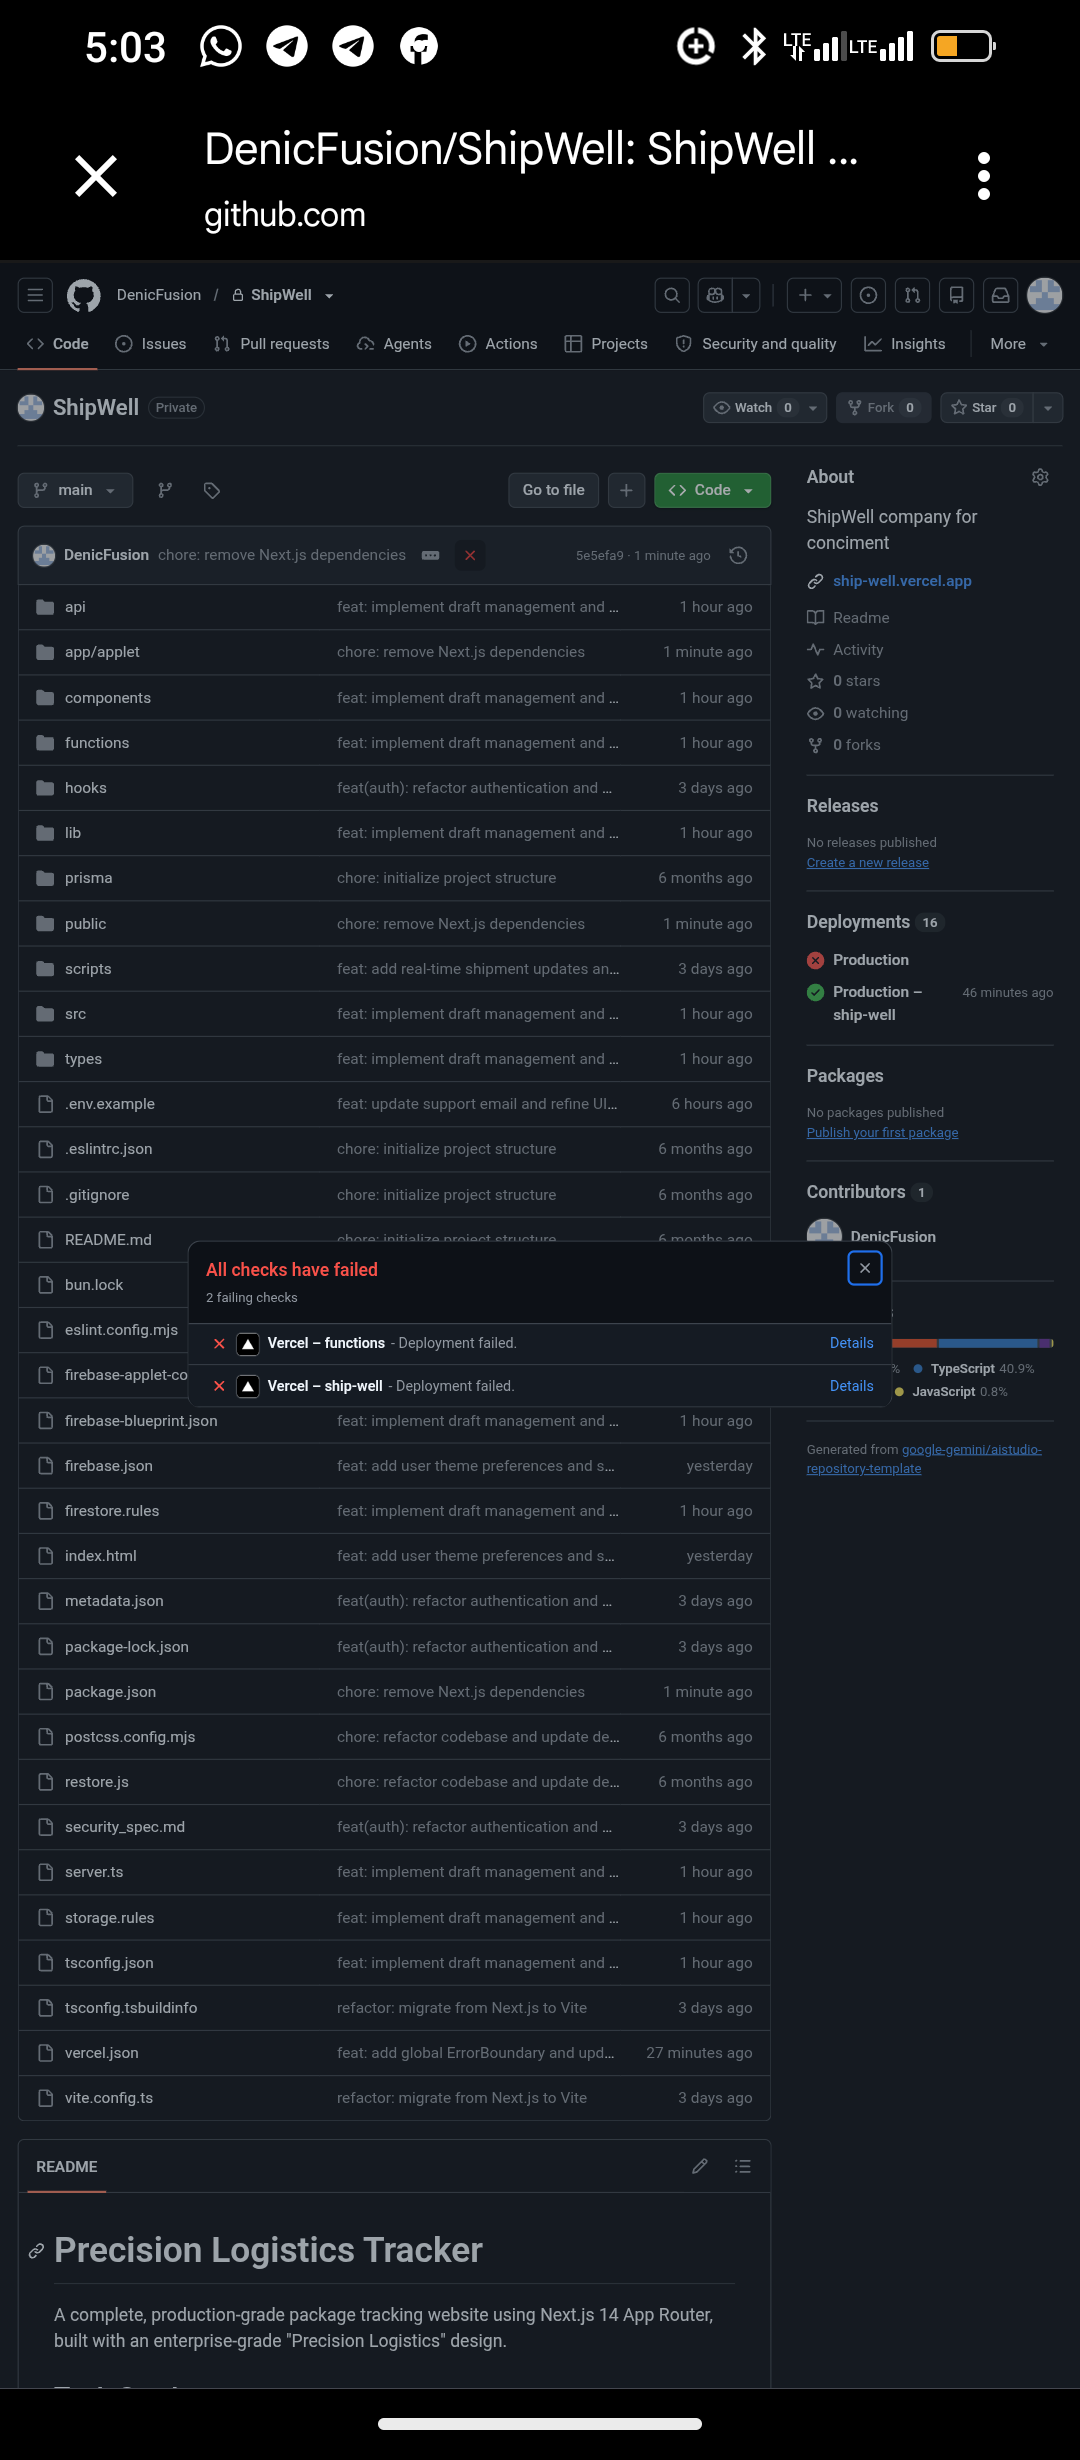 5:03
LTE
LTE
DenicFusion/ShipWell: ShipWell ...
github.com
DenicFusion / ShipWell
Code Issues Pull requests Agents Actions Projects Security and quality Insights More
ShipWell Private
Watch 0 Fork 0 Star 0
main
Go to file
Code
DenicFusion chore: remove Next.js dependencies 5e5efa9 · 1 minute ago
api feat: implement draft management and ... 1 hour ago
app/applet chore: remove Next.js dependencies 1 minute ago
components feat: implement draft management and ... 1 hour ago
functions feat: implement draft management and ... 1 hour ago
hooks feat(auth): refactor authentication and ... 3 days ago
lib feat: implement draft management and ... 1 hour ago
prisma chore: initialize project structure 6 months ago
public chore: remove Next.js dependencies 1 minute ago
scripts feat: add real-time shipment updates an... 3 days ago
src feat: implement draft management and ... 1 hour ago
types feat: implement draft management and ... 1 hour ago
.env.example feat: update support email and refine UI... 6 hours ago
.eslintrc.json chore: initialize project structure 6 months ago
.gitignore chore: initialize project structure 6 months ago
README.md chore: initialize project structure 6 months ago
bun.lock
eslint.config.mjs
firebase-applet-co
firebase-blueprint.json feat: implement draft management and ... 1 hour ago
firebase.json feat: add user theme preferences and s... yesterday
firestore.rules feat: implement draft management and ... 1 hour ago
index.html feat: add user theme preferences and s... yesterday
metadata.json feat(auth): refactor authentication and ... 3 days ago
package-lock.json feat(auth): refactor authentication and ... 3 days ago
package.json chore: remove Next.js dependencies 1 minute ago
postcss.config.mjs chore: refactor codebase and update de... 6 months ago
restore.js chore: refactor codebase and update de... 6 months ago
security_spec.md feat(auth): refactor authentication and ... 3 days ago
server.ts feat: implement draft management and ... 1 hour ago
storage.rules feat: implement draft management and ... 1 hour ago
tsconfig.json feat: implement draft management and ... 1 hour ago
tsconfig.tsbuildinfo refactor: migrate from Next.js to Vite 3 days ago
vercel.json feat: add global ErrorBoundary and upd... 27 minutes ago
vite.config.ts refactor: migrate from Next.js to Vite 3 days ago
All checks have failed
2 failing checks
Vercel – functions - Deployment failed. Details
Vercel – ship-well - Deployment failed. Details
About
ShipWell company for
conciment
ship-well.vercel.app
Readme
Activity
0 stars
0 watching
0 forks
Releases
No releases published
Create a new release
Deployments 16
Production
Production – 46 minutes ago
ship-well
Packages
No packages published
Publish your first package
Contributors 1
DenicFusion
% TypeScript 40.9%
JavaScript 0.8%
Generated from google-gemini/aistudio-
repository-template
README
Precision Logistics Tracker
A complete, production-grade package tracking website using Next.js 14 App Router,
built with an enterprise-grade "Precision Logistics" design.